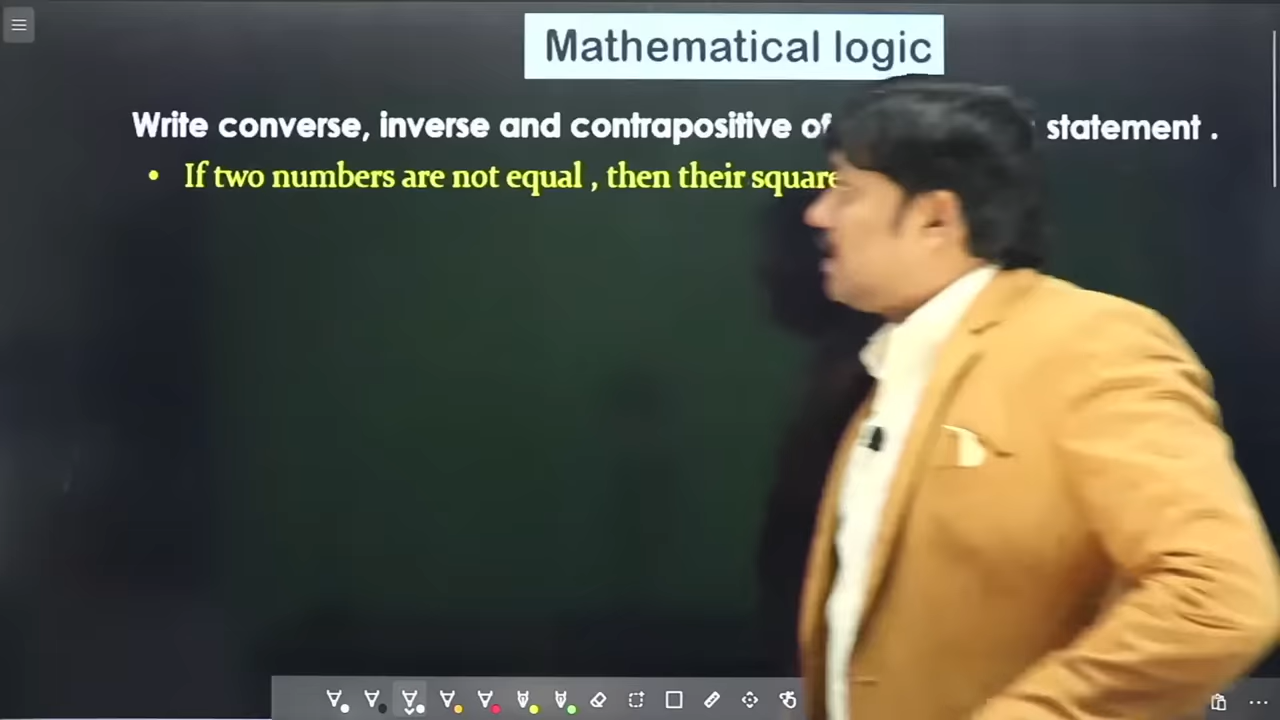 Mathematical logic
Write converse, inverse and contrapositive of statement .
• If two numbers are not equal , then their square